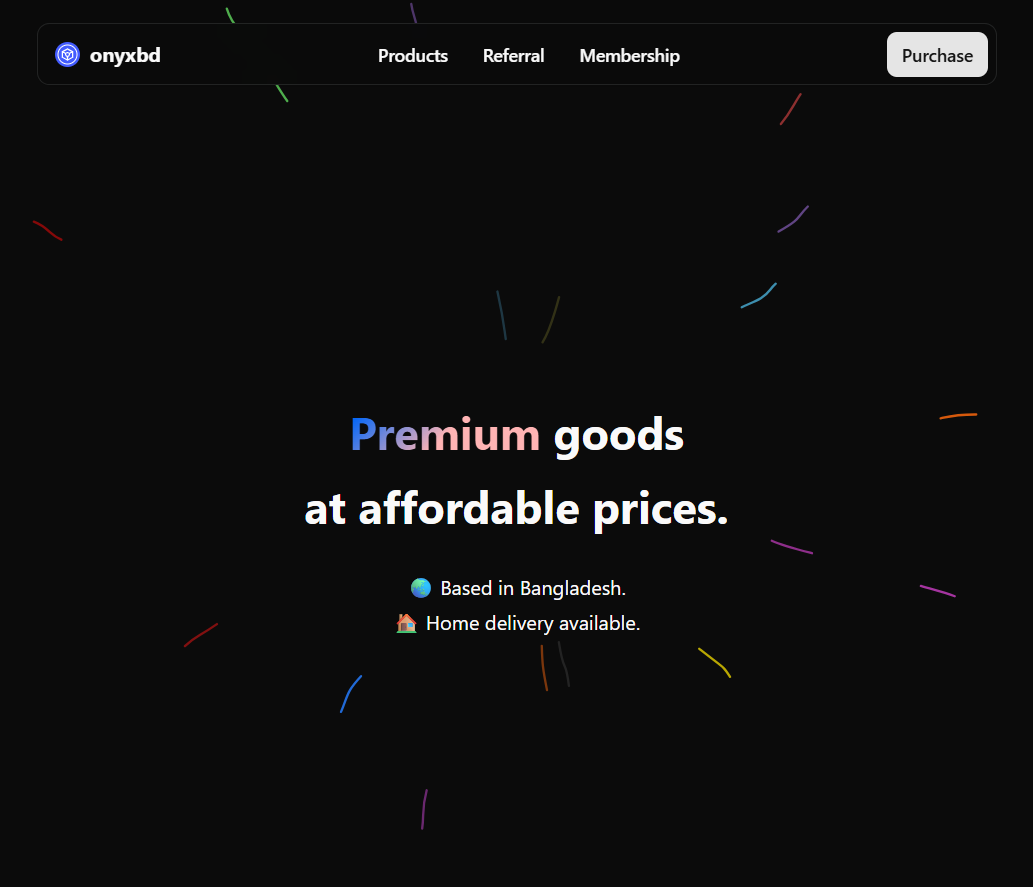 onyxbd Products Referral Membership Purchase
Premium goods
at affordable prices.
🌏 Based in Bangladesh.
🏠 Home delivery available.